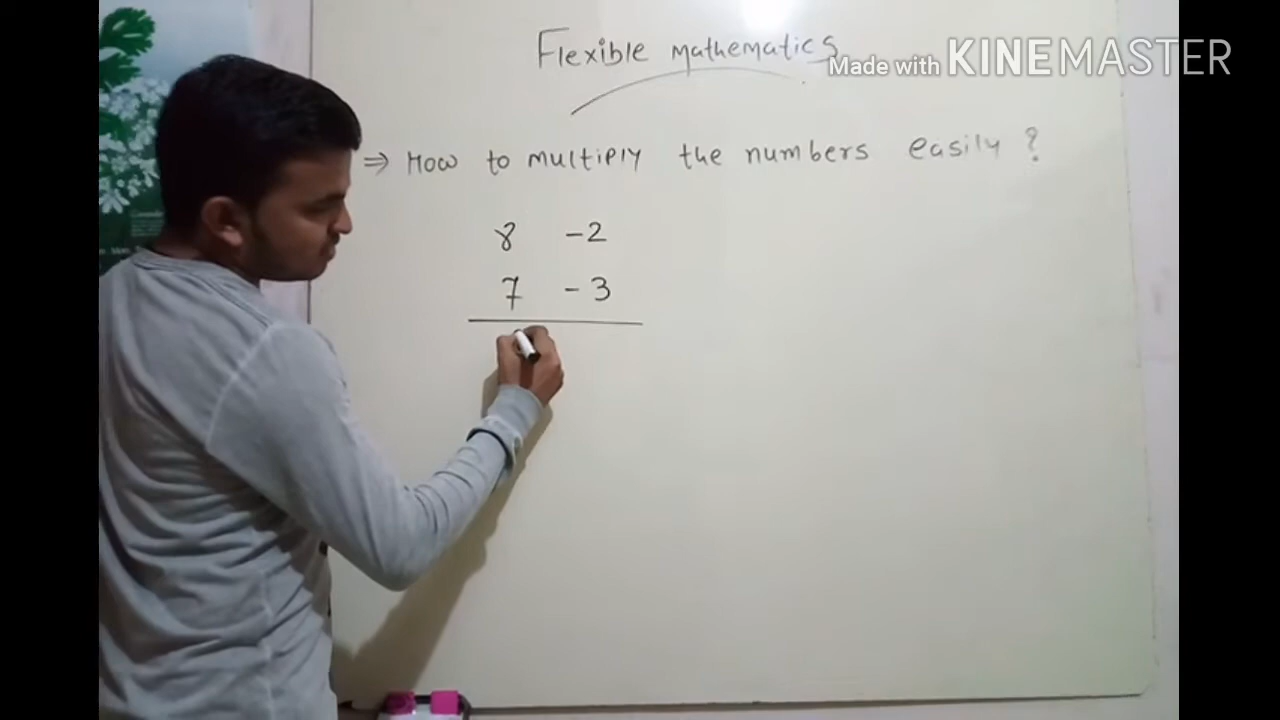 Flexible mathematics
Made with KINEMASTER
⇒ How to multiply the numbers easily ?
8 -2
7 -3